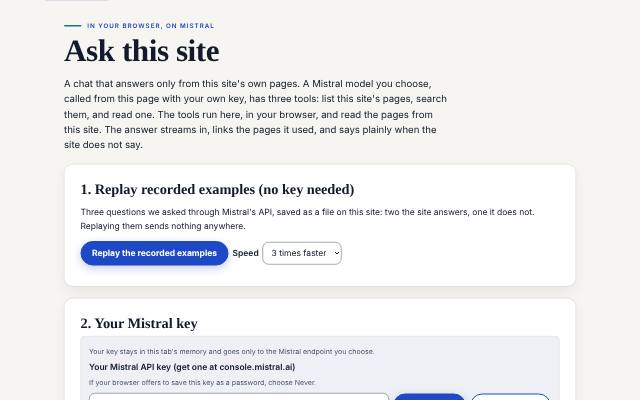 IN YOUR BROWSER, ON MISTRAL
Ask this site
A chat that answers only from this site's own pages. A Mistral model you choose,
called from this page with your own key, has three tools: list this site's pages, search
them, and read one. The tools run here, in your browser, and read the pages from
this site. The answer streams in, links the pages it used, and says plainly when the
site does not say.
1. Replay recorded examples (no key needed)
Three questions we asked through Mistral's API, saved as a file on this site: two the site answers, one it does not.
Replaying them sends nothing anywhere.
Replay the recorded examples Speed 3 times faster
2. Your Mistral key
Your key stays in this tab's memory and goes only to the Mistral endpoint you choose.
Your Mistral API key (get one at console.mistral.ai)
If your browser offers to save this key as a password, choose Never.